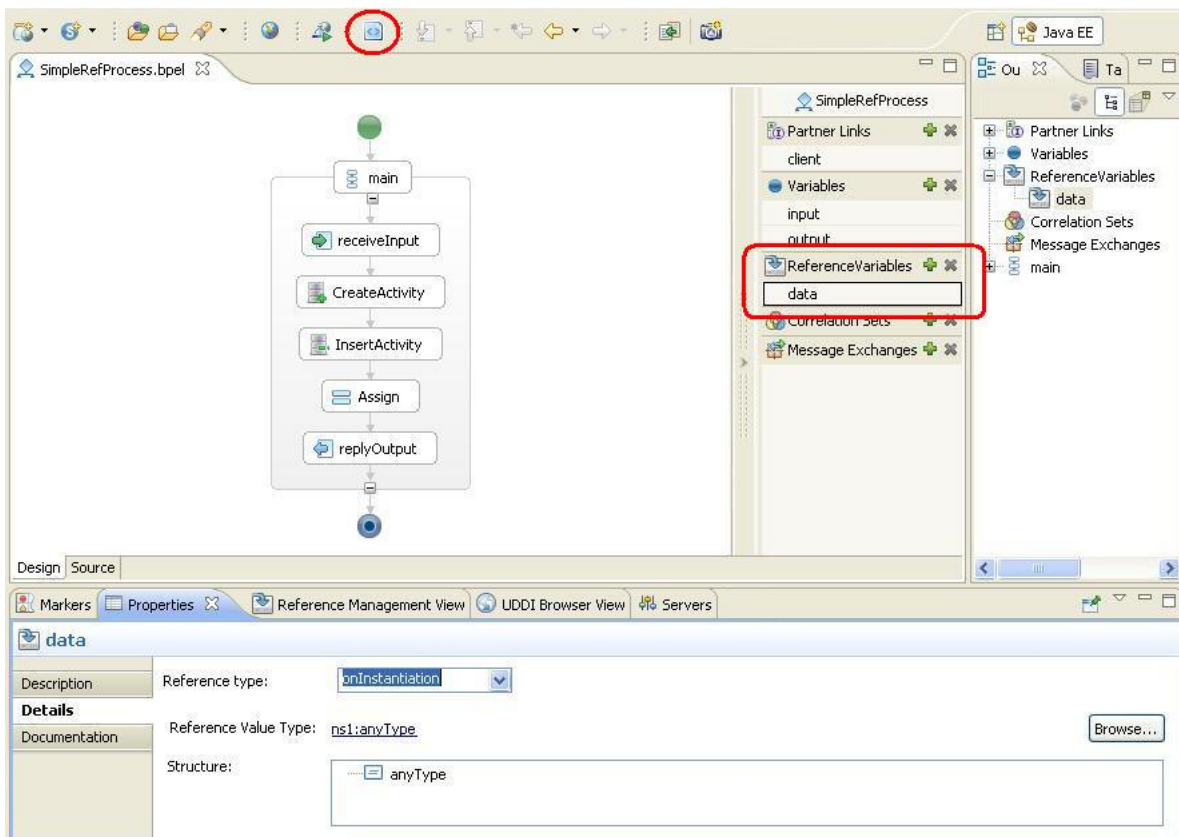 Java EE
SimpleRefProcess.bpel
Ou
Ta
SimpleRefProcess
Partner Links
client
Variables
input
output
ReferenceVariables
data
Correlation Sets
Message Exchanges
main
receiveInput
CreateActivity
InsertActivity
Assign
replyOutput
Partner Links
Variables
ReferenceVariables
data
Correlation Sets
Message Exchanges
main
Design Source
Markers Properties Reference Management View UDDI Browser View Servers
data
Description
Details
Documentation
Reference type: onInstantiation
Reference Value Type: ns1:anyType Browse...
Structure: anyType